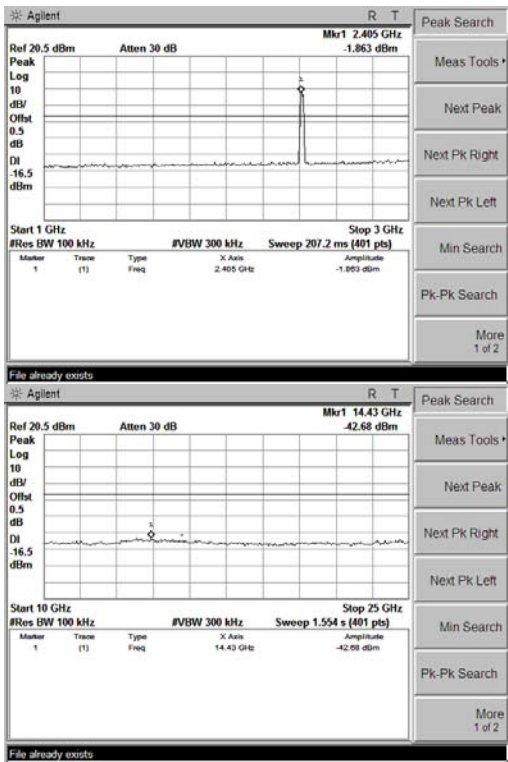 Agilent R T
Peak Search
Mkr1 2.405 GHz
Ref 20.5 dBm Atten 30 dB -1.863 dBm
Peak
Log
10
dB/
Offst
0.5
dB
DI
-16.5
dBm
1
Start 1 GHz Stop 3 GHz
#Res BW 100 kHz #VBW 300 kHz Sweep 207.2 ms (401 pts)
Marker Trace Type X Axis Amplitude
1 (1) Freq 2.405 GHz -1.863 dBm
Meas Tools
Next Peak
Next Pk Right
Next Pk Left
Min Search
Pk-Pk Search
More
1 of 2
File already exists
Agilent R T
Peak Search
Mkr1 14.43 GHz
Ref 20.5 dBm Atten 30 dB -42.68 dBm
Peak
Log
10
dB/
Offst
0.5
dB
DI
-16.5
dBm
1
Start 10 GHz Stop 25 GHz
#Res BW 100 kHz #VBW 300 kHz Sweep 1.554 s (401 pts)
Marker Trace Type X Axis Amplitude
1 (1) Freq 14.43 GHz -42.68 dBm
Meas Tools
Next Peak
Next Pk Right
Next Pk Left
Min Search
Pk-Pk Search
More
1 of 2
File already exists